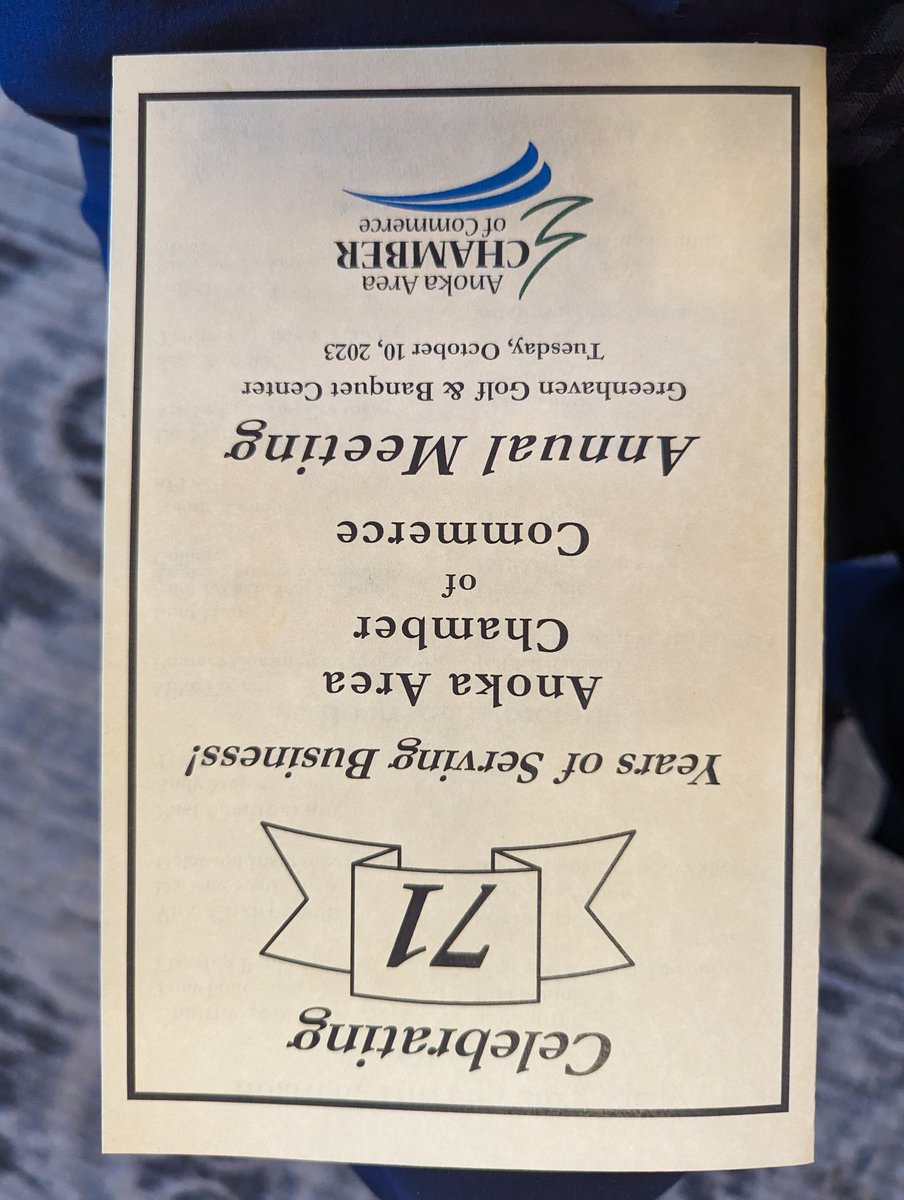 Celebrating
71
Years of Serving Business!
Anoka Area
Chamber
of
Commerce
Annual Meeting
Greenhaven Golf & Banquet Center
Tuesday, October 10, 2023
Anoka Area
CHAMBER
of Commerce